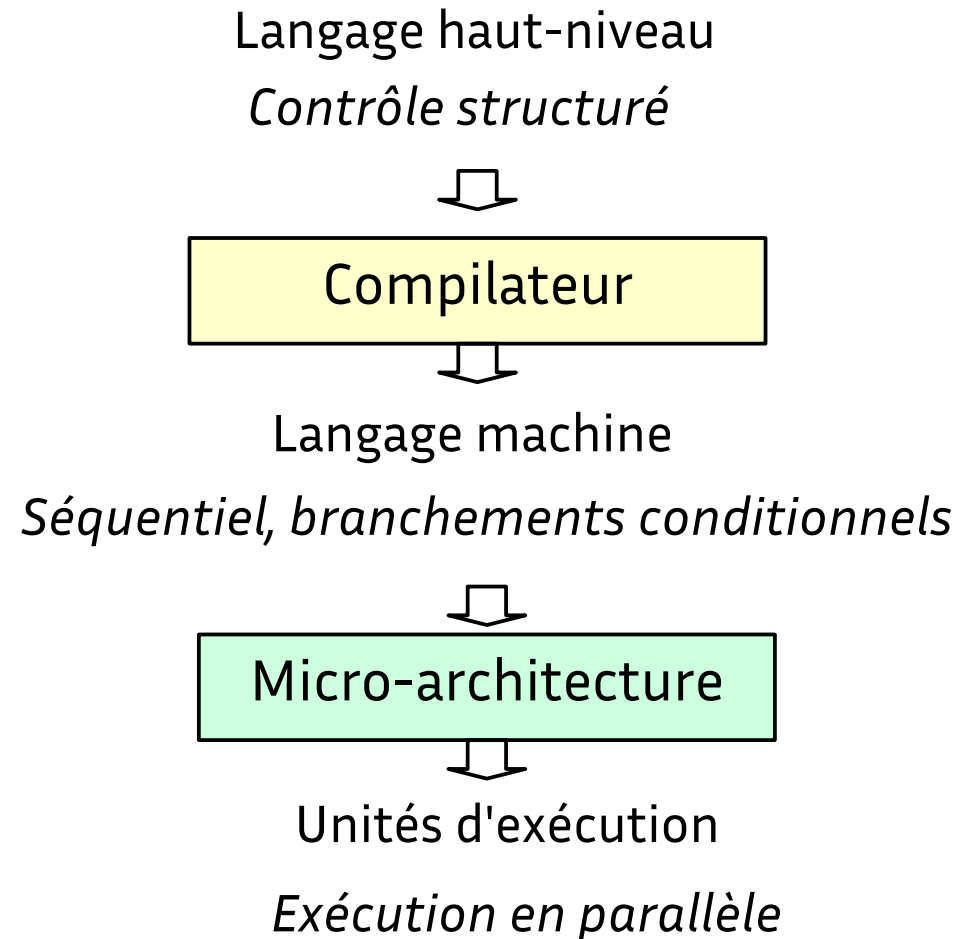 Langage haut-niveau
Contrôle structuré
Compilateur
Langage machine
Séquentiel, branchements conditionnels
Micro-architecture
Unités d'exécution
Exécution en parallèle